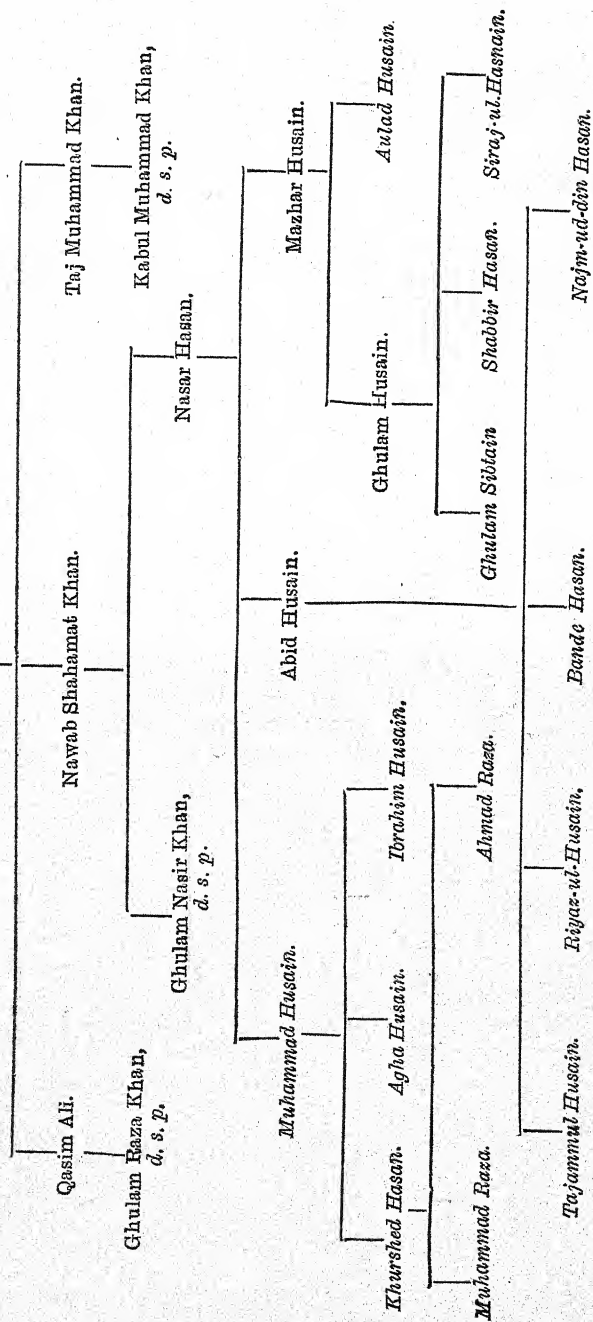 Qasim Ali.
Nawab Shahamat Khan.
Taj Muhammad Khan.
Ghulam Raza Khan,
d. s. p.
Kabul Muhammad Khan,
d. s. p.
Ghulam Nasir Khan,
d. s. p.
Nasar Hasan.
Muhammad Husain.
Abid Husain.
Mazhar Husain.
Khurshed Hasan.
Agha Husain.
Ibrahim Husain.
Ghulam Husain.
Aulad Husain.
Muhammad Raza.
Ahmad Raza.
Ghulam Sibtain
Shabbir Hasan.
Siraj-ul-Hasnain.
Tajammul Husain.
Riyaz-ul-Husain.
Bande Hasan.
Najm-ud-din Hasan.